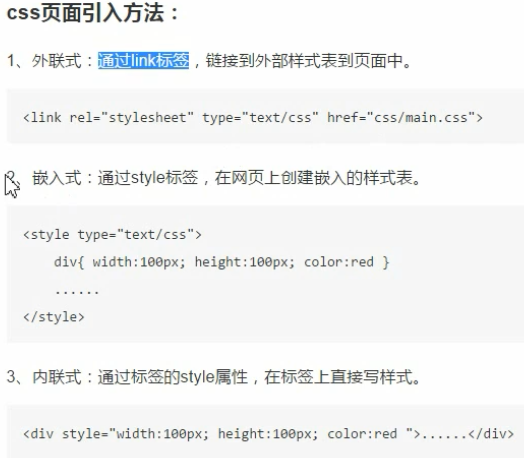 css页面引入方法：
1、外联式：通过link标签，链接到外部样式表到页面中。
<link rel="stylesheet" type="text/css" href="css/main.css">
2、嵌入式：通过style标签，在网页上创建嵌入的样式表。
<style type="text/css">
    div{ width:100px; height:100px; color:red }
    ......
</style>
3、内联式：通过标签的style属性，在标签上直接写样式。
<div style="width:100px; height:100px; color:red ">......</div>